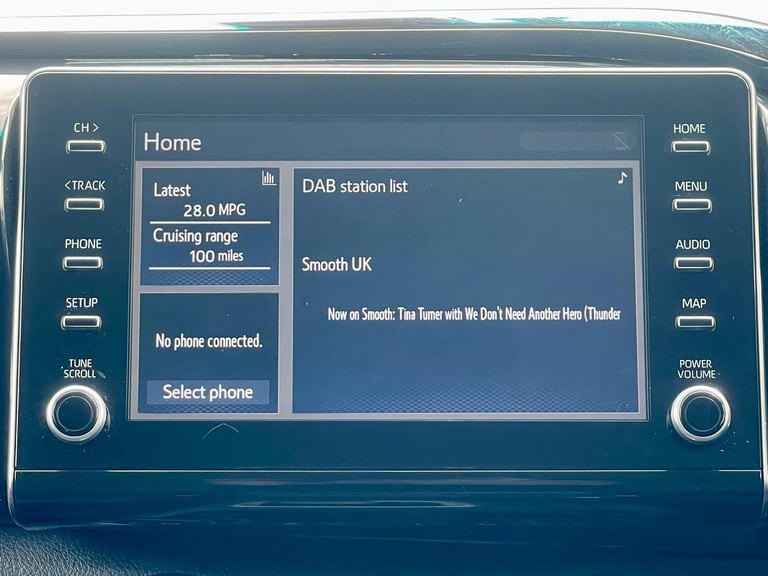 CH >
< TRACK
PHONE
SETUP
TUNE
SCROLL
Home
Latest
28.0 MPG
Cruising range
100 miles
No phone connected.
Select phone
DAB station list
Smooth UK
Now on Smooth: Tina Turner with We Don't Need Another Hero (Thunder
HOME
MENU
AUDIO
MAP
POWER
VOLUME